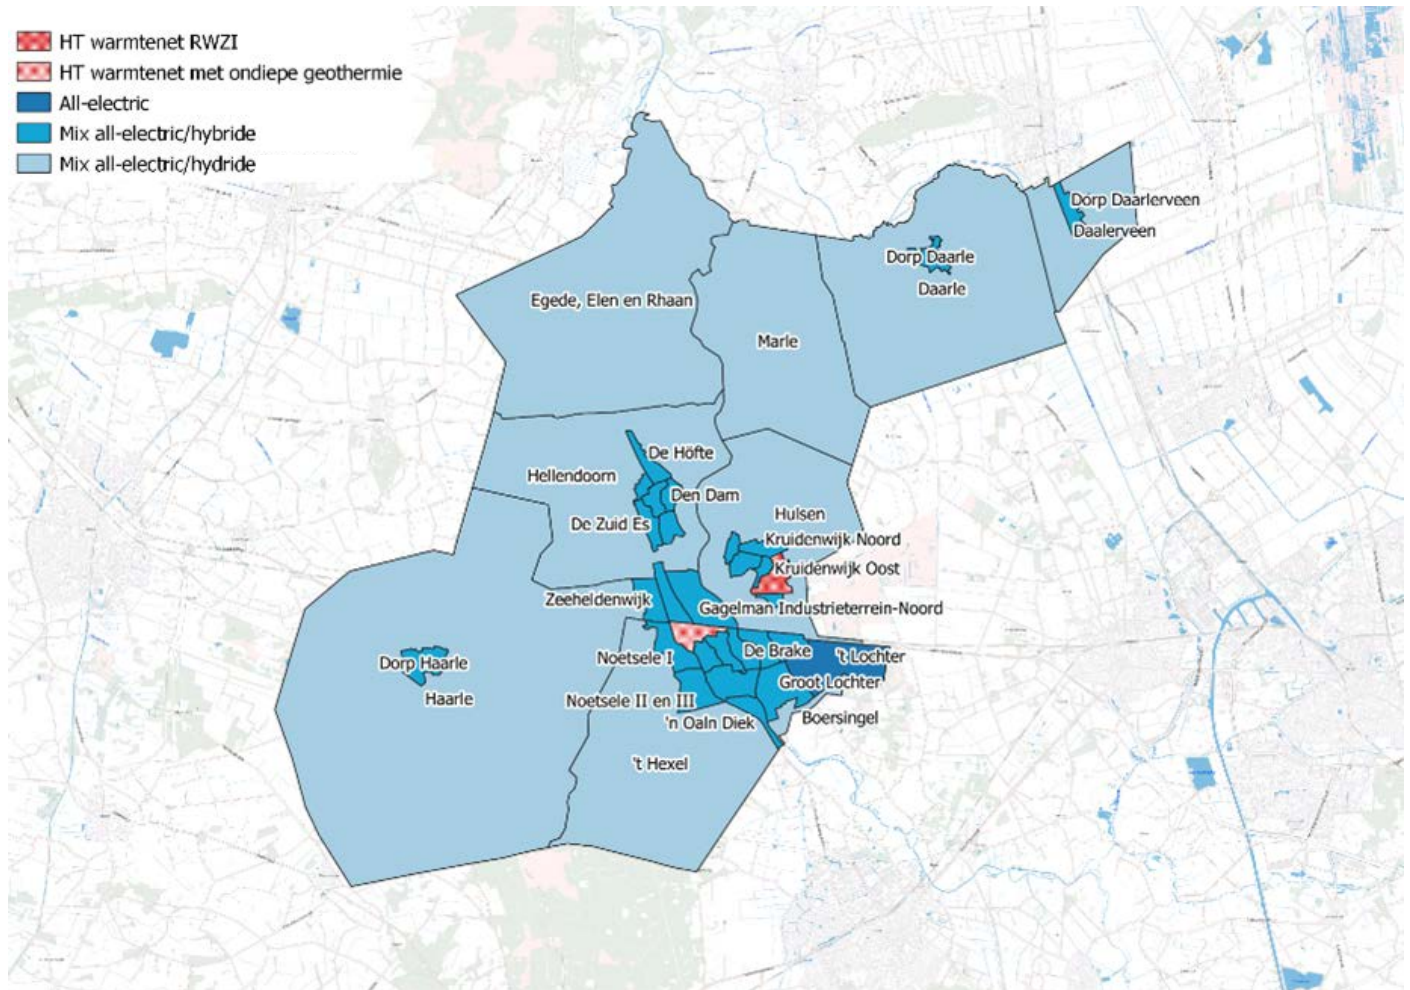 HT warmtenet RWZI
HT warmtenet met ondiepe geothermie
All-electric
Mix all-electric/hybride
Mix all-electric/hydride
Dorp Daarlerveen
Daalerveen
Dorp Daarle
Daarle
Egede, Elen en Rhaan
Marle
De Höfte
Hellendoorn
Den Dam
De Zuid Es
Hulsen
Kruidenwijk Noord
Kruidenwijk Oost
Zeeheldenwijk
Gagelman Industrieterrein-Noord
De Brake
't Lochter
Noetsele I
Dorp Haarle
Groot Lochter
Haarle
Noetsele II en III
Boersingel
'n Oaln Diek
't Hexel